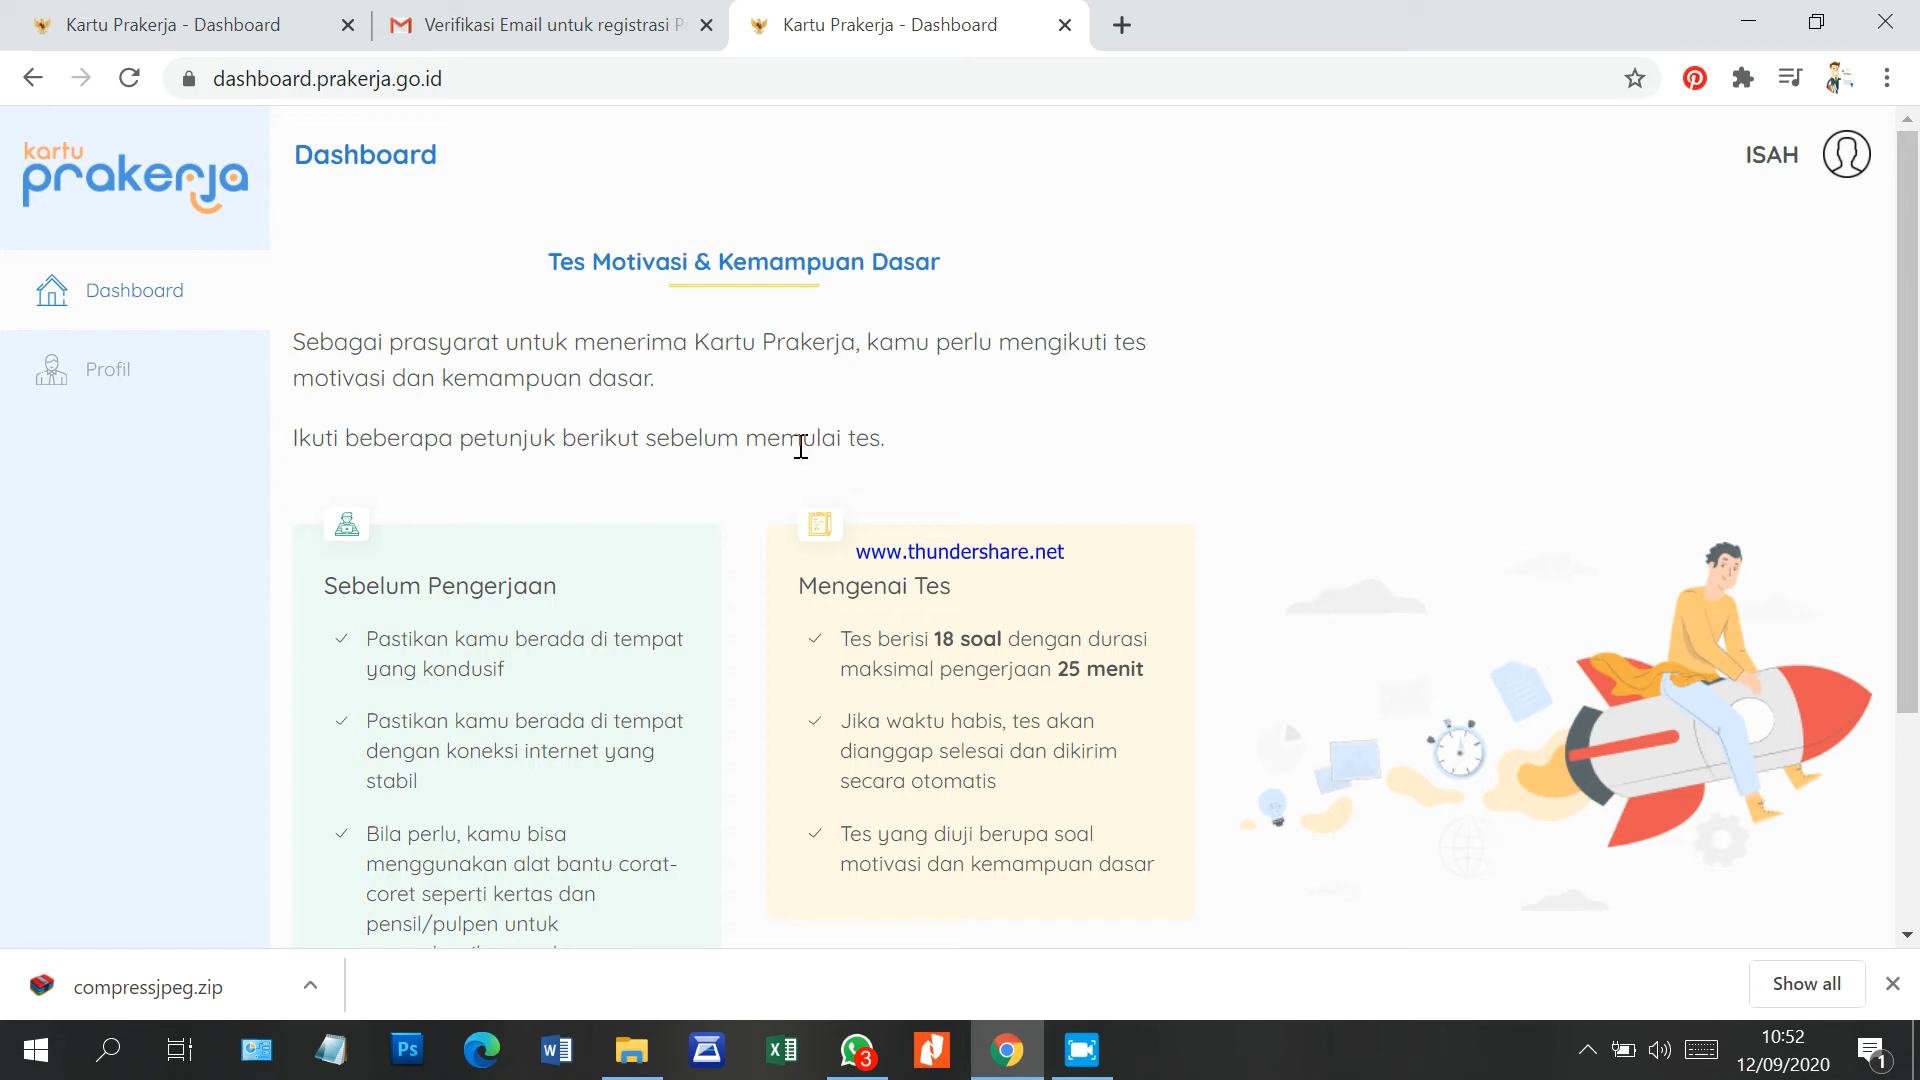 Kartu Prakerja - Dashboard
Verifikasi Email untuk registrasi P
Kartu Prakerja - Dashboard
dashboard.prakerja.go.id
kartu
prakerja
Dashboard
ISAH
Dashboard
Profil
Tes Motivasi & Kemampuan Dasar
Sebagai prasyarat untuk menerima Kartu Prakerja, kamu perlu mengikuti tes
motivasi dan kemampuan dasar.
Ikuti beberapa petunjuk berikut sebelum memulai tes.
Sebelum Pengerjaan
Pastikan kamu berada di tempat
yang kondusif
Pastikan kamu berada di tempat
dengan koneksi internet yang
stabil
Bila perlu, kamu bisa
menggunakan alat bantu corat-
coret seperti kertas dan
pensil/pulpen untuk
www.thundershare.net
Mengenai Tes
Tes berisi 18 soal dengan durasi
maksimal pengerjaan 25 menit
Jika waktu habis, tes akan
dianggap selesai dan dikirim
secara otomatis
Tes yang diuji berupa soal
motivasi dan kemampuan dasar
compressjpeg.zip
Show all
Ps
3
10:52
12/09/2020
1